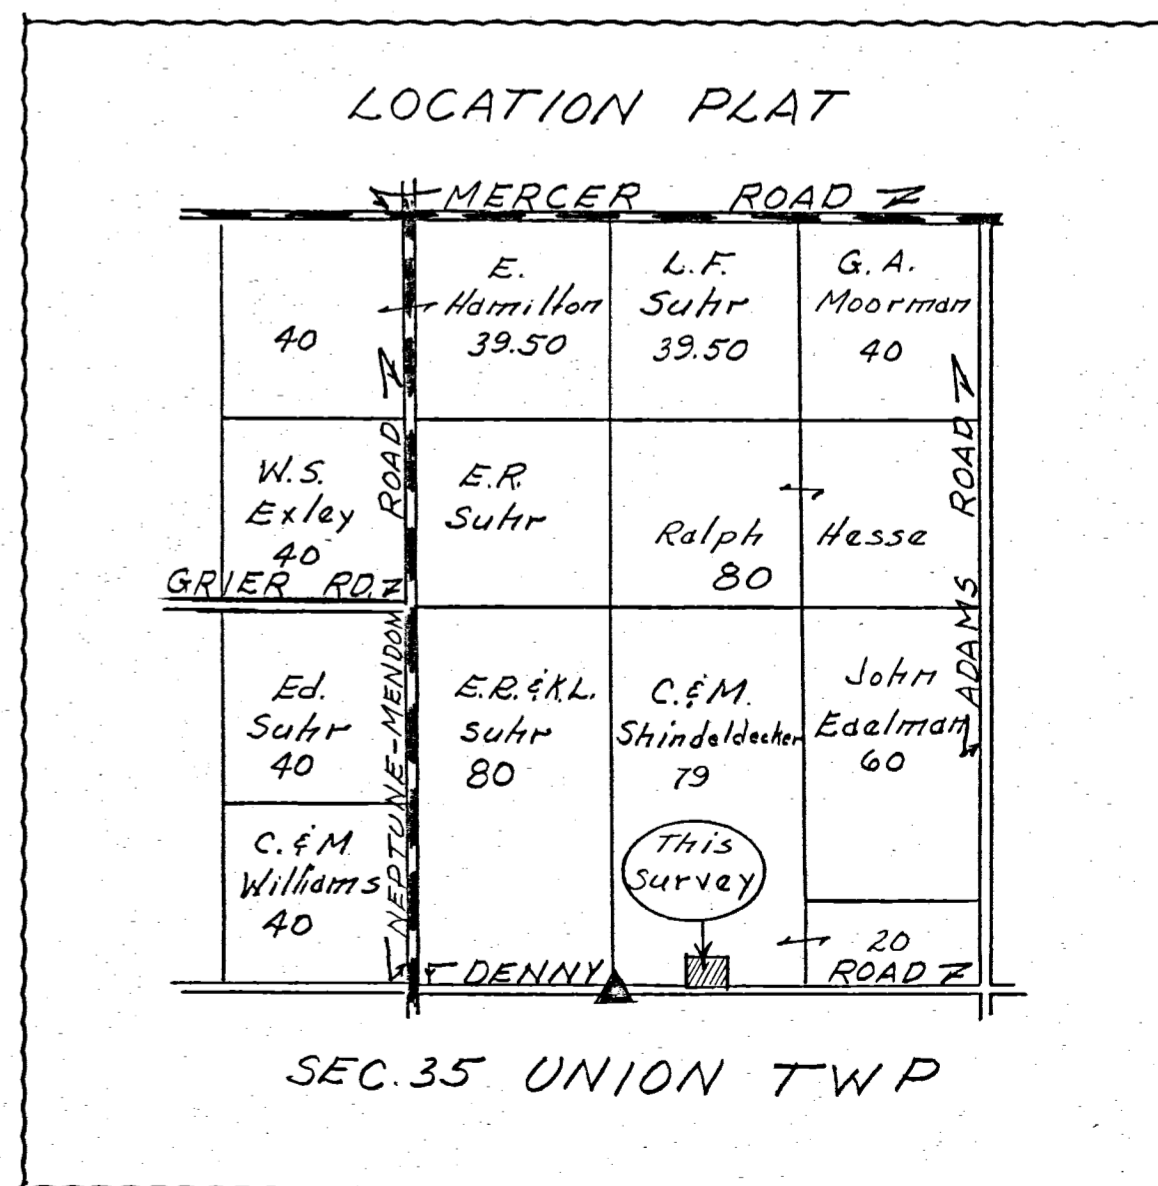 LOCATION PLAT
MERCER ROAD
E.
Hamilton
39.50
L.F.
Suhr
39.50
G. A.
Moorman
40
40
ROAD
W.S.
Exley
40
E.R.
Suhr
Ralph Hesse
80
ADAMS ROAD
GRIER RD.
NEPTUNE-MENDON
Ed.
Suhr
40
E.R. & K.L.
Suhr
80
C. & M.
Shindeldecker
79
John
Edelman
60
C. & M
Williams
40
This
Survey
20
DENNY ROAD
SEC. 35 UNION TWP